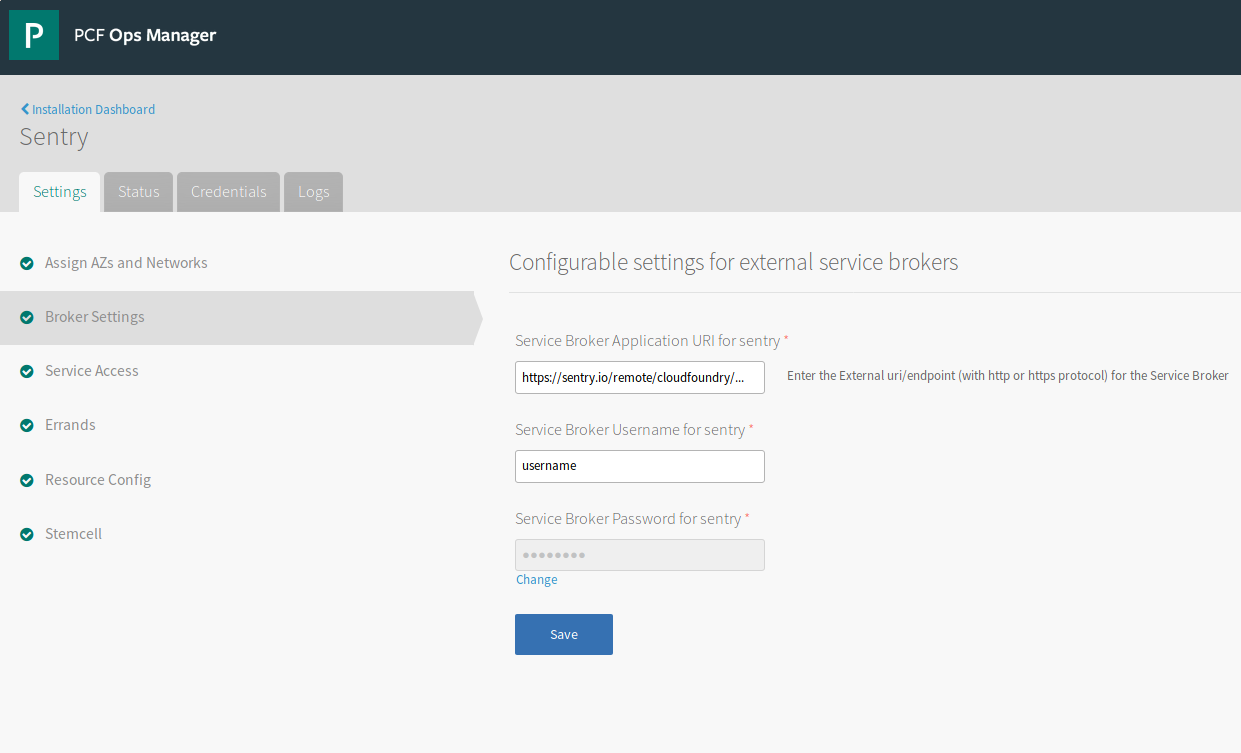 P PCF Ops Manager
Installation Dashboard
Sentry
Settings Status Credentials Logs
Assign AZs and Networks
Broker Settings
Service Access
Errands
Resource Config
Stemcell
Configurable settings for external service brokers
Service Broker Application URI for sentry *
https://sentry.io/remote/cloudfoundry/... Enter the External uri/endpoint (with http or https protocol) for the Service Broker
Service Broker Username for sentry *
username
Service Broker Password for sentry *
••••••••
Change
Save